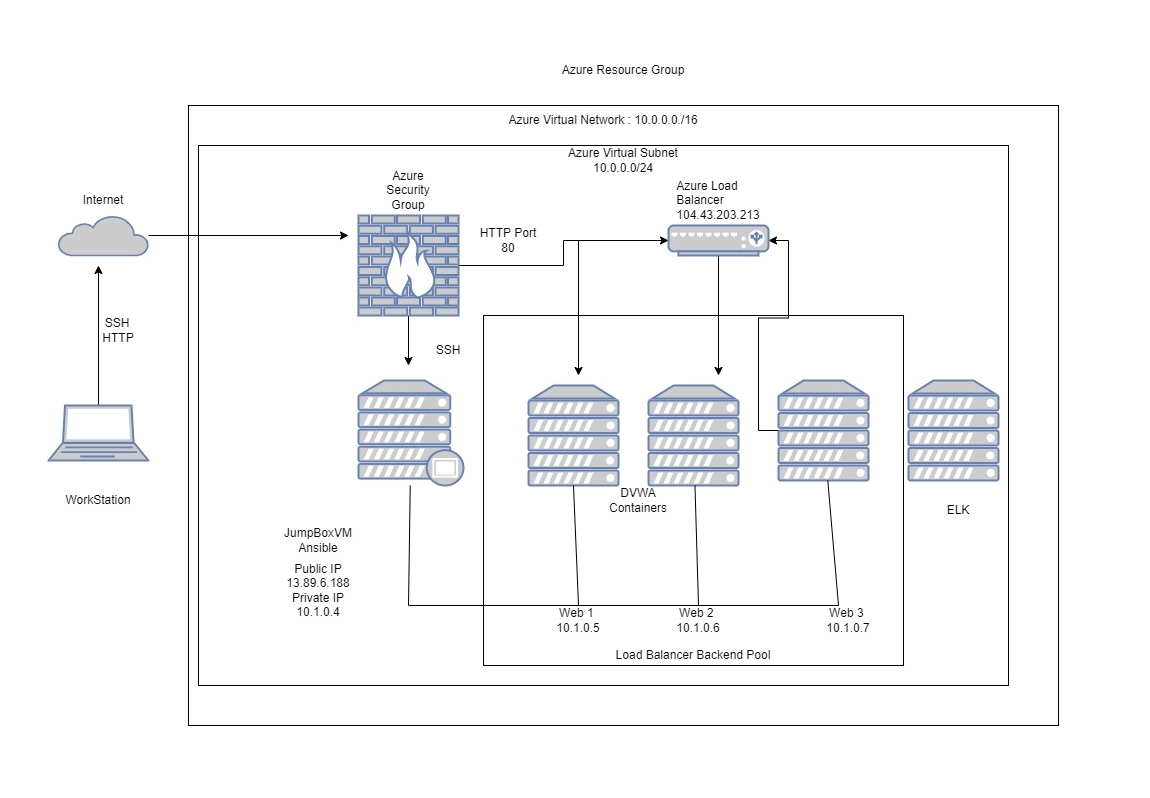 Azure Resource Group
Azure Virtual Network : 10.0.0.0./16
Azure Virtual Subnet
10.0.0.0/24
Azure
Security
Group
Azure Load
Balancer
104.43.203.213
Internet
HTTP Port
80
SSH
HTTP
SSH
WorkStation
DVWA
Containers
ELK
JumpBoxVM
Ansible
Public IP
13.89.6.188
Private IP
10.1.0.4
Web 1
10.1.0.5
Web 2
10.1.0.6
Web 3
10.1.0.7
Load Balancer Backend Pool